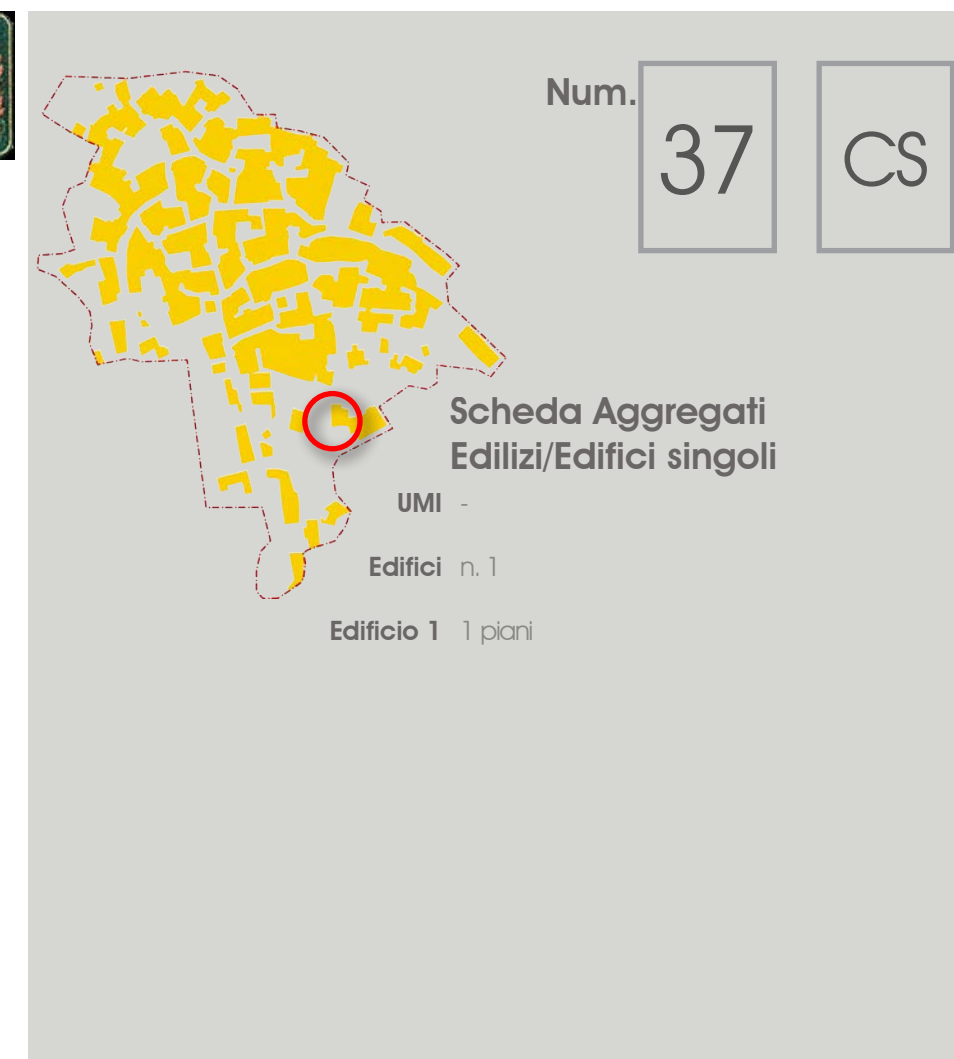 Num. 37 CS
Scheda Aggregati
Edilizi/Edifici singoli
UMI -
Edifici n. 1
Edificio 1 1 piani